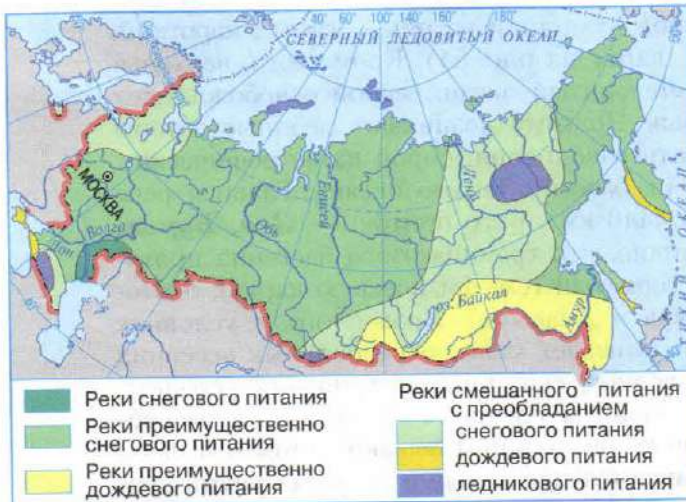 40° 60° 80° 100° 120° 140° 160° 180°
СЕВЕРНЫЙ ЛЕДОВИТЫЙ ОКЕАН
МОСКВА
Дон
Волга
Обь
Енисей
Лена
оз. Байкал
Амур
Реки снегового питания
Реки преимущественно
снегового питания
Реки преимущественно
дождевого питания
Реки смешанного питания
с преобладанием
снегового питания
дождевого питания
ледникового питания